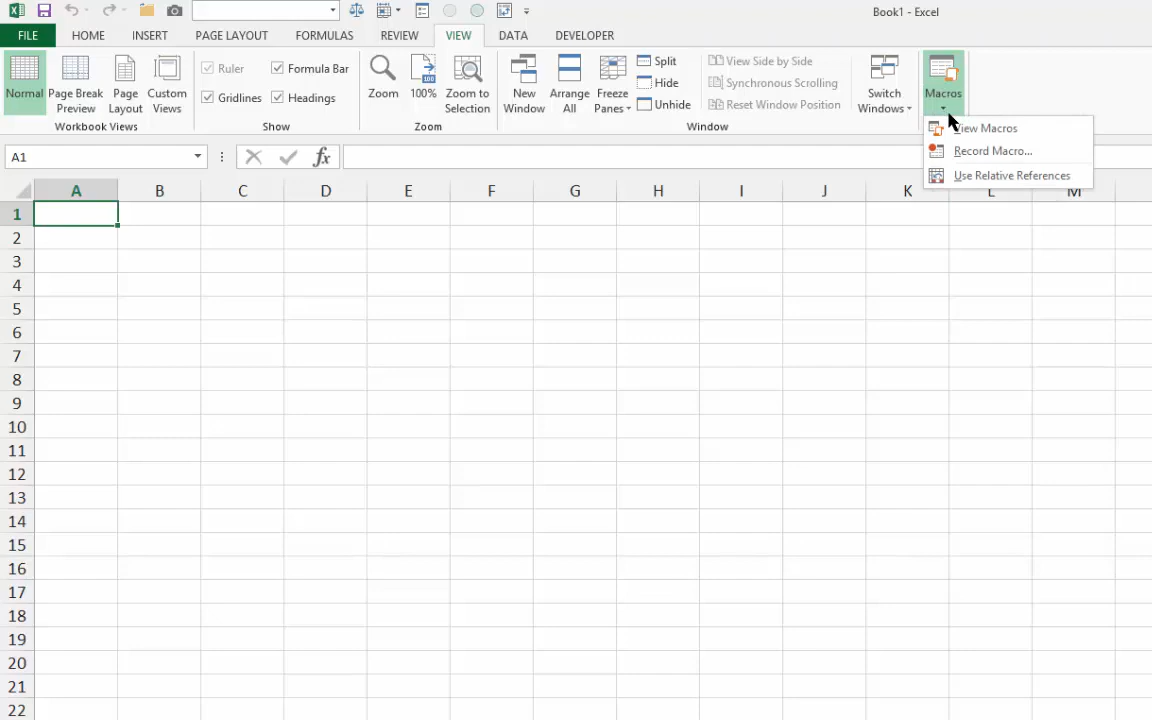 Book1 - Excel
FILE HOME INSERT PAGE LAYOUT FORMULAS REVIEW VIEW DATA DEVELOPER
Normal
Page Break
Preview
Page
Layout
Custom
Views
Workbook Views
Ruler
Formula Bar
Gridlines
Headings
Show
Zoom
100
100%
Zoom to
Selection
Zoom
New
Window
Arrange
All
Freeze
Panes
Split
Hide
Unhide
View Side by Side
Synchronous Scrolling
Reset Window Position
Window
Switch
Windows
Macros
View Macros
Record Macro...
Use Relative References
A1
fx
A B C D E F G H I J K L M
1
2
3
4
5
6
7
8
9
10
11
12
13
14
15
16
17
18
19
20
21
22